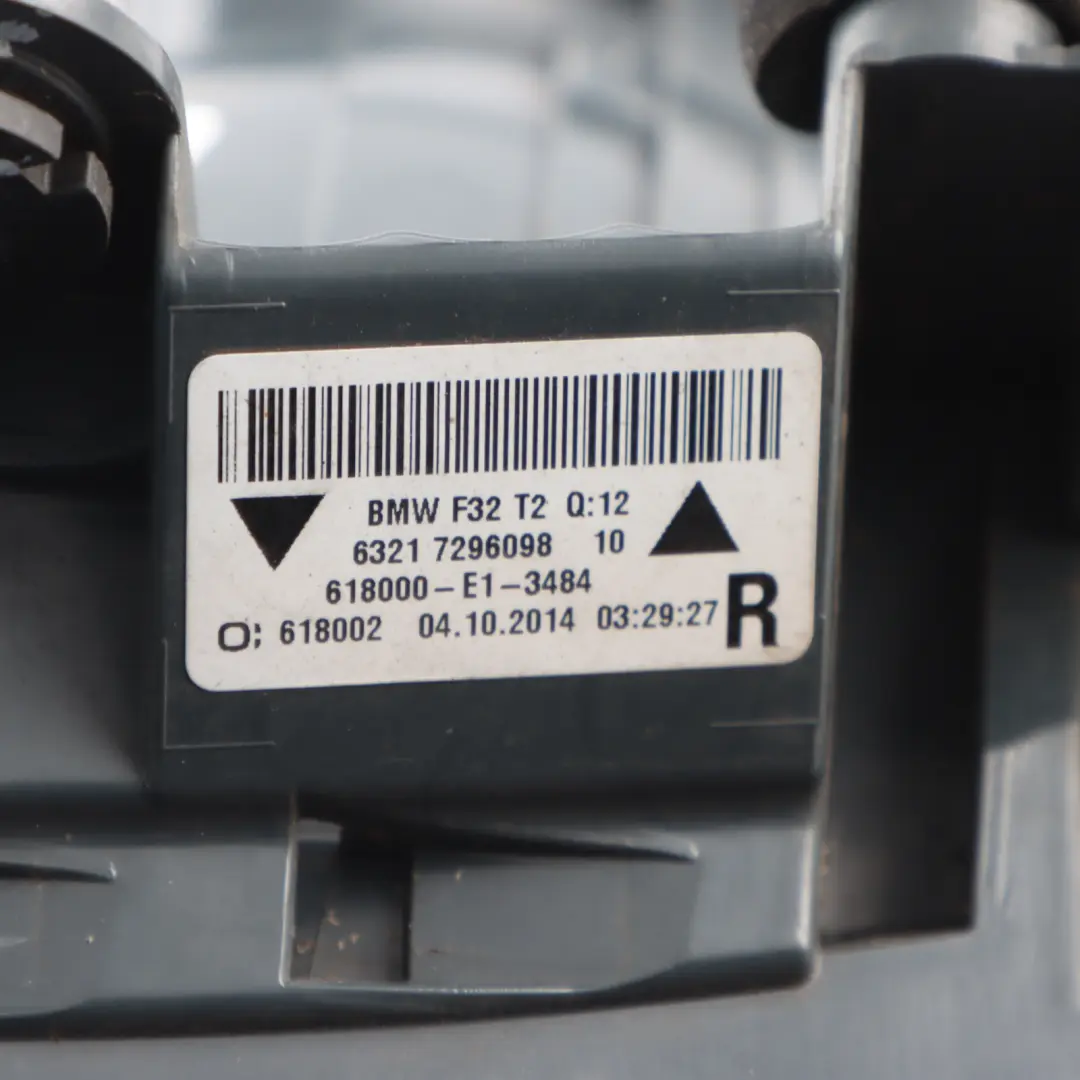 BMW F32 T2 Q:12
6321 7296098 10
618000-E1-3484
O; 618002 04.10.2014 03:29:27
R